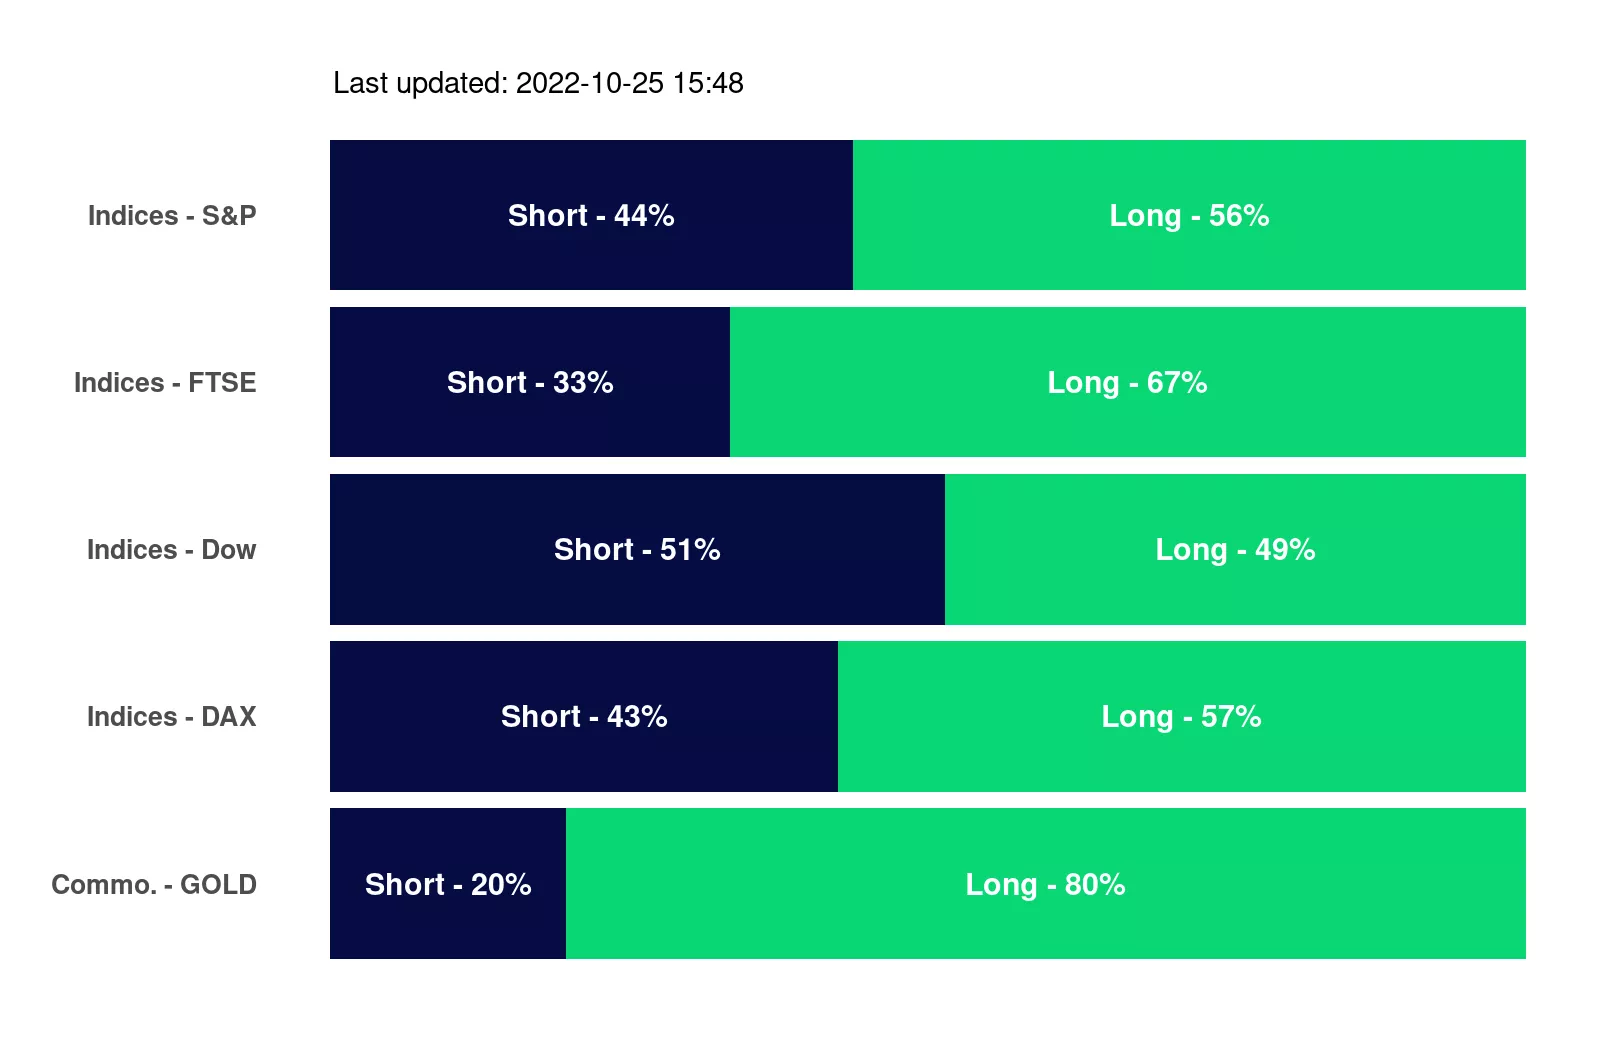 Last updated: 2022-10-25 15:48
Indices - S&P Short - 44% Long - 56%
Indices - FTSE Short - 33% Long - 67%
Indices - Dow Short - 51% Long - 49%
Indices - DAX Short - 43% Long - 57%
Commo. - GOLD Short - 20% Long - 80%